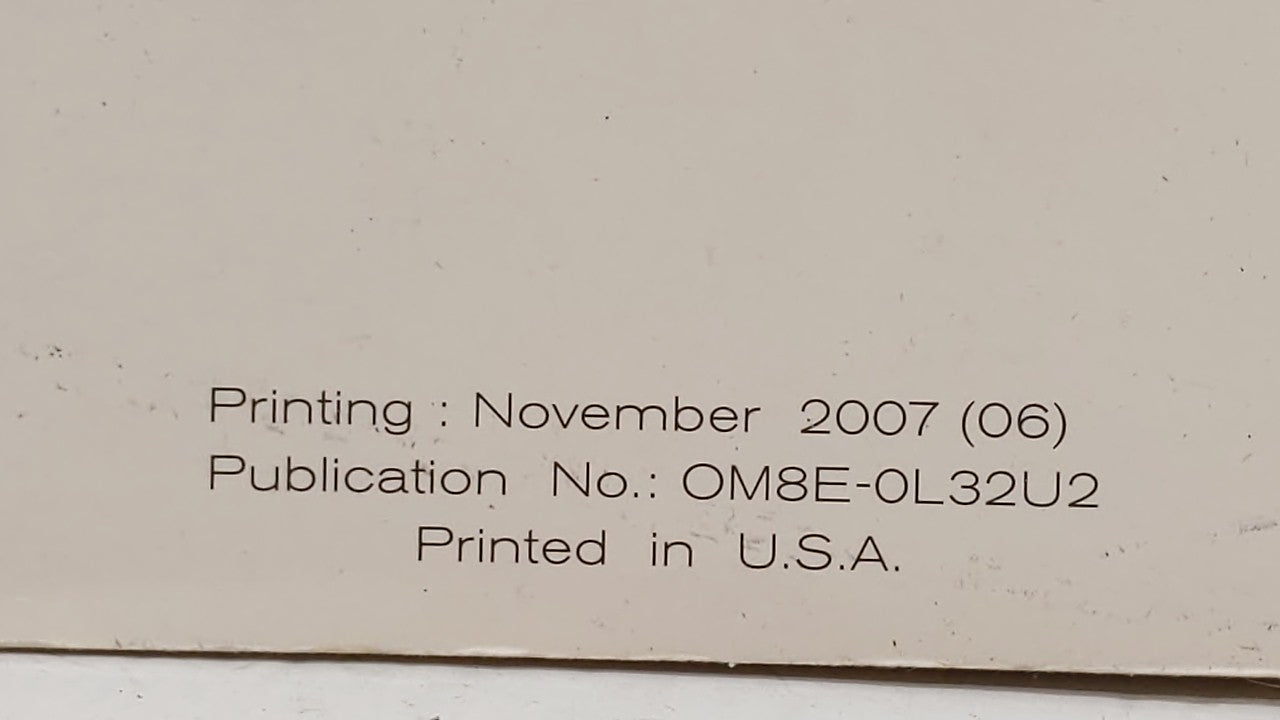 Printing : November 2007 (06)
Publication No.: OM8E-0L32U2
Printed in U.S.A.